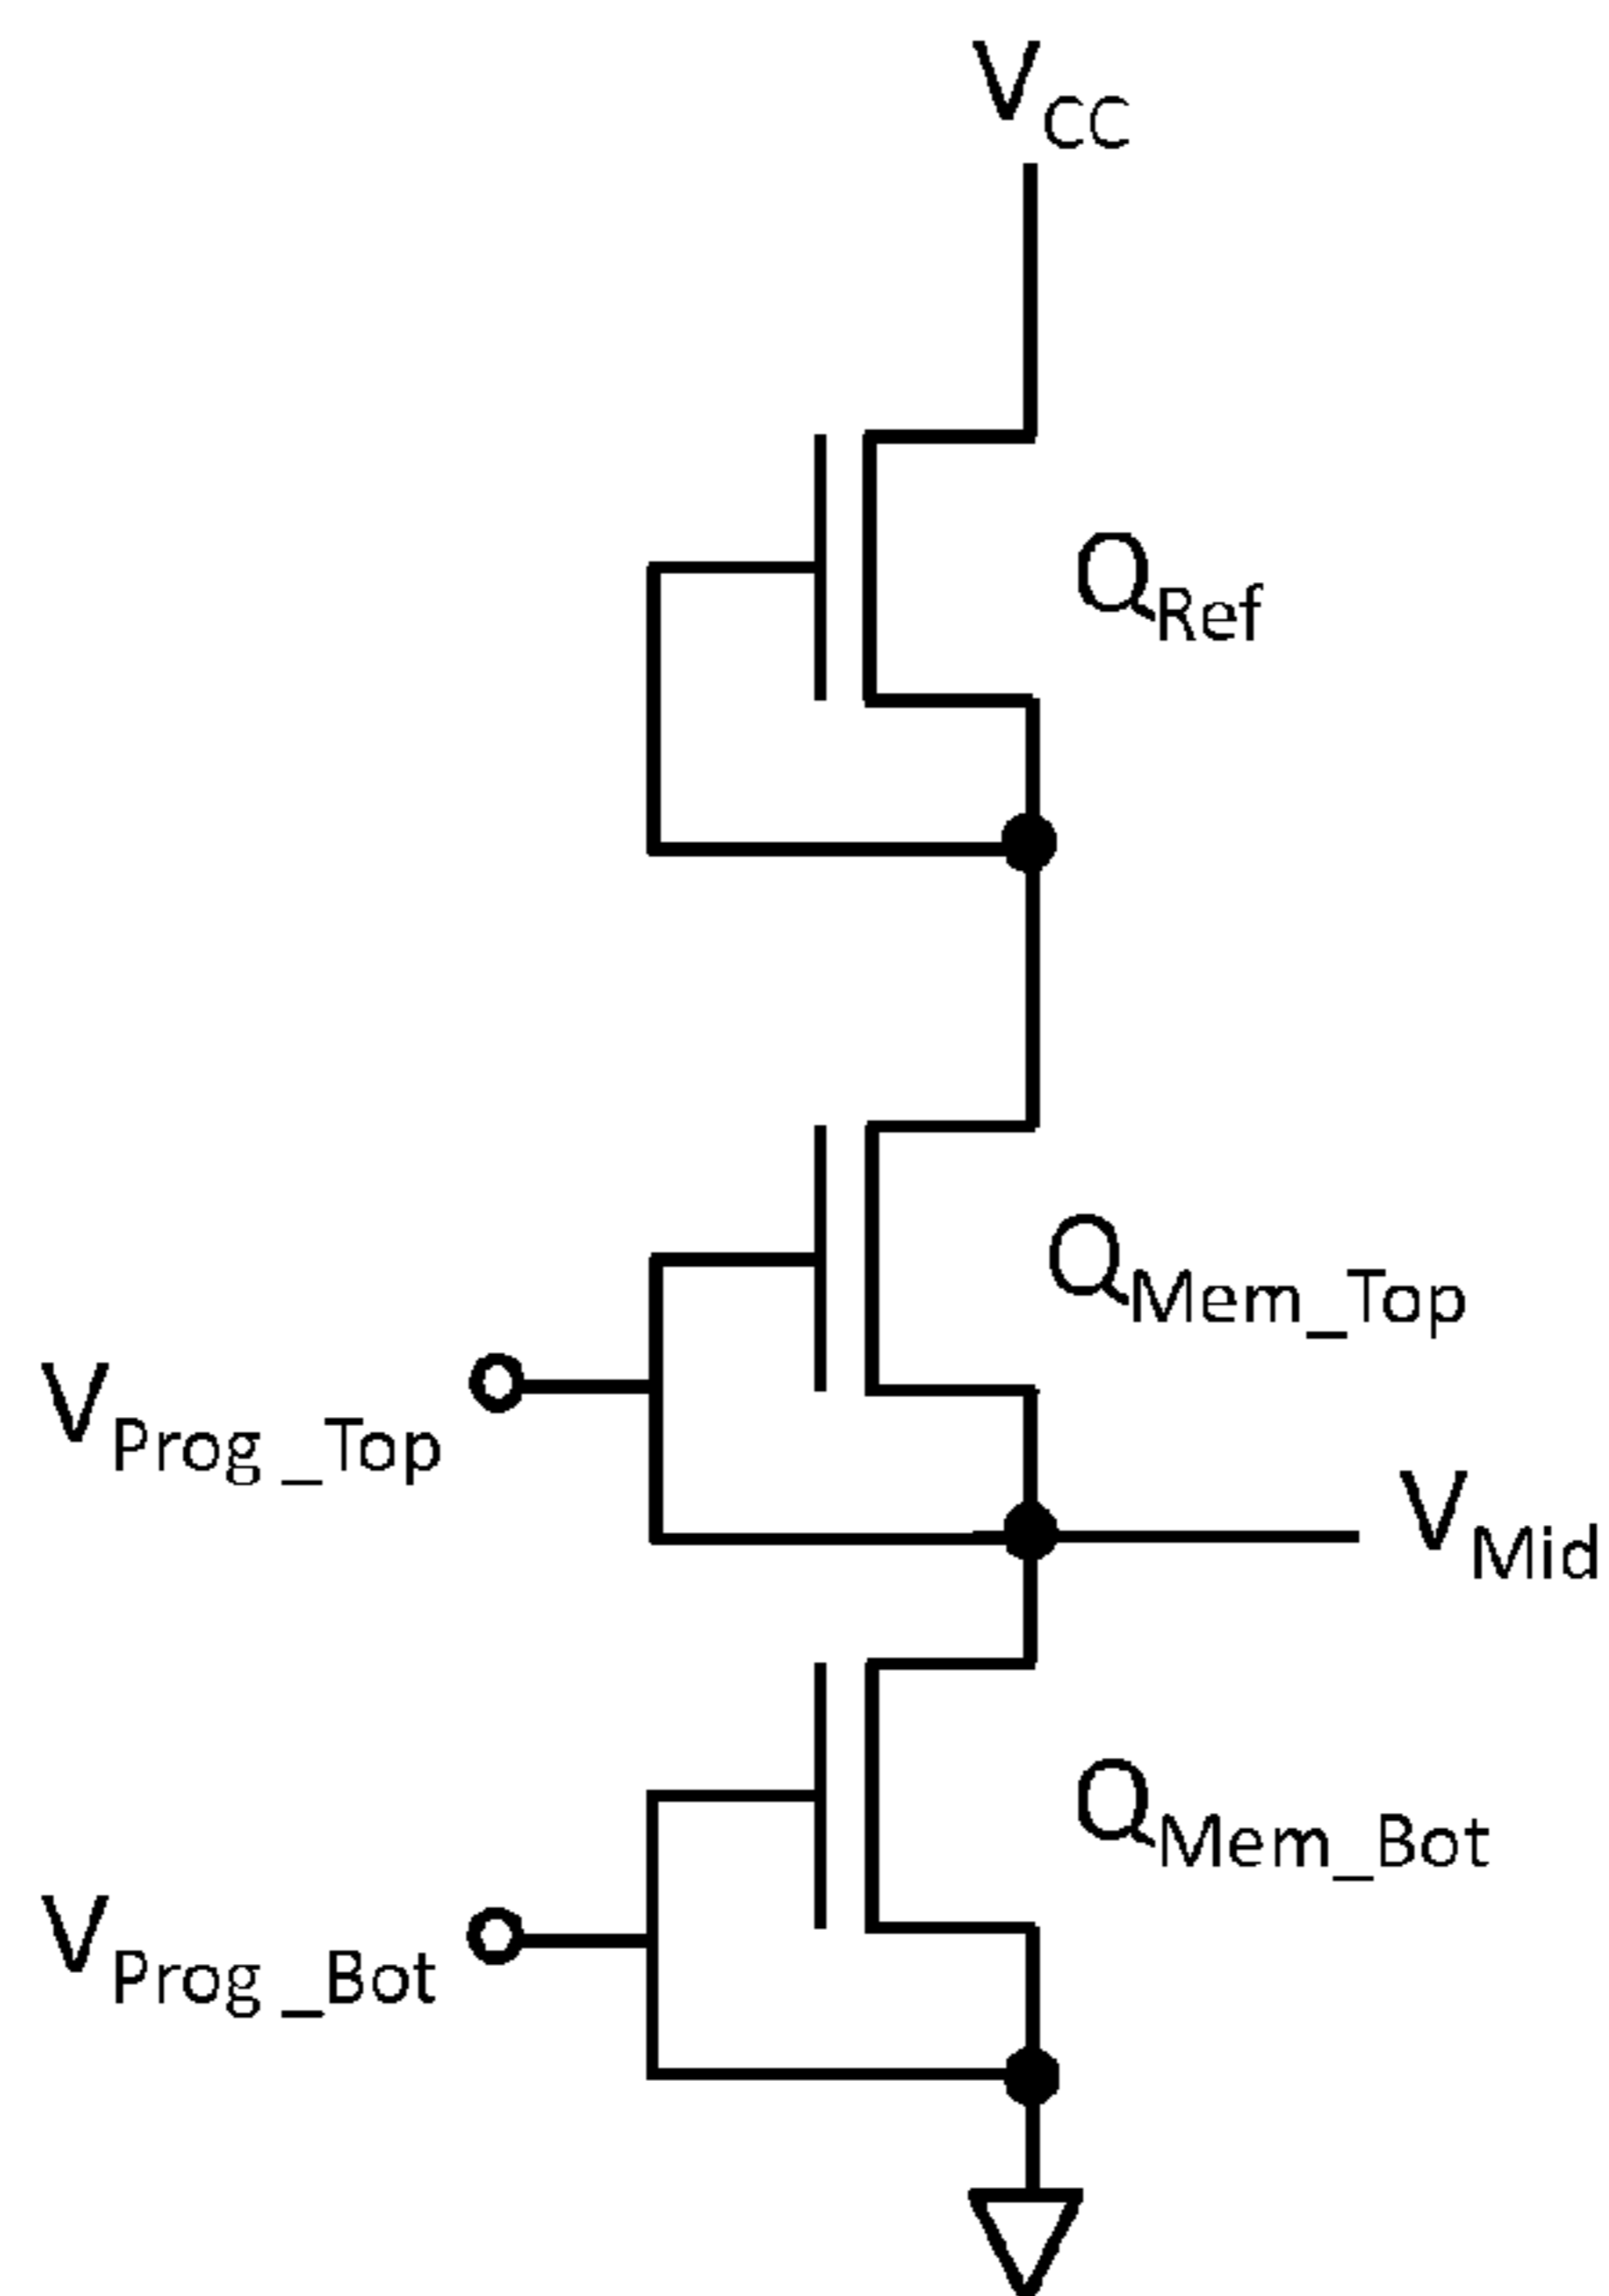 VCC
QRef
QMem_Top
VProg _Top
VMid
QMem_Bot
VProg _Bot